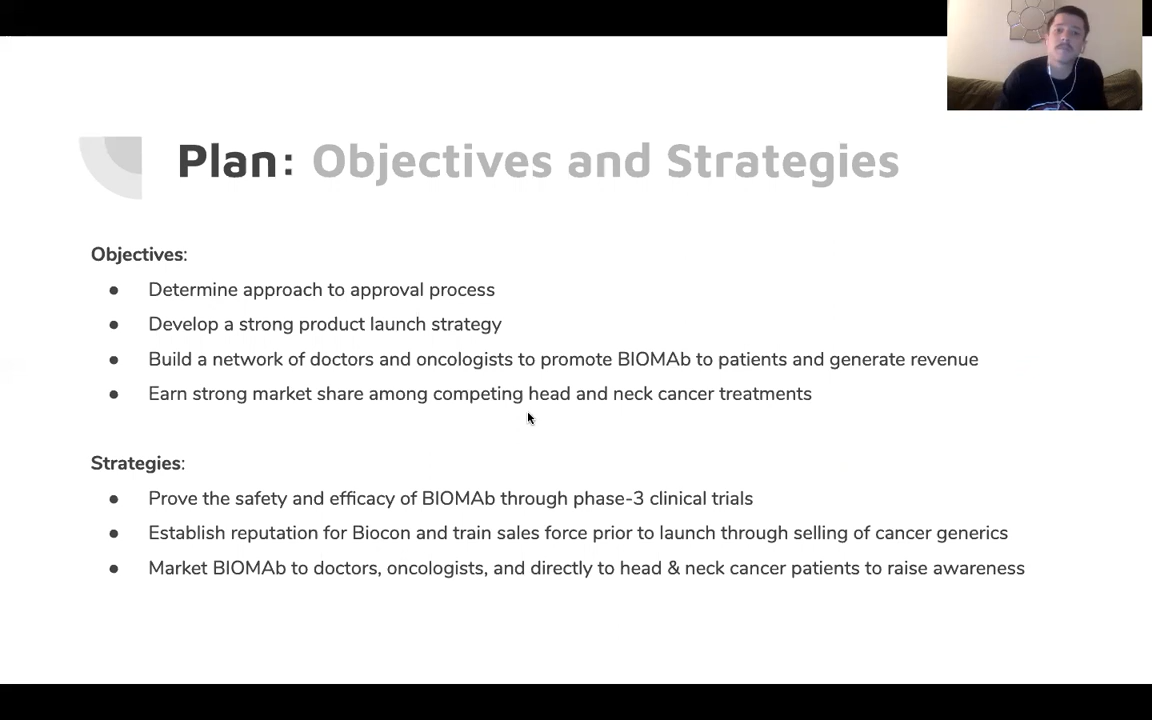 Plan: Objectives and Strategies
Objectives:
● Determine approach to approval process
● Develop a strong product launch strategy
● Build a network of doctors and oncologists to promote BIOMAb to patients and generate revenue
● Earn strong market share among competing head and neck cancer treatments
Strategies:
● Prove the safety and efficacy of BIOMAb through phase-3 clinical trials
● Establish reputation for Biocon and train sales force prior to launch through selling of cancer generics
● Market BIOMAb to doctors, oncologists, and directly to head & neck cancer patients to raise awareness